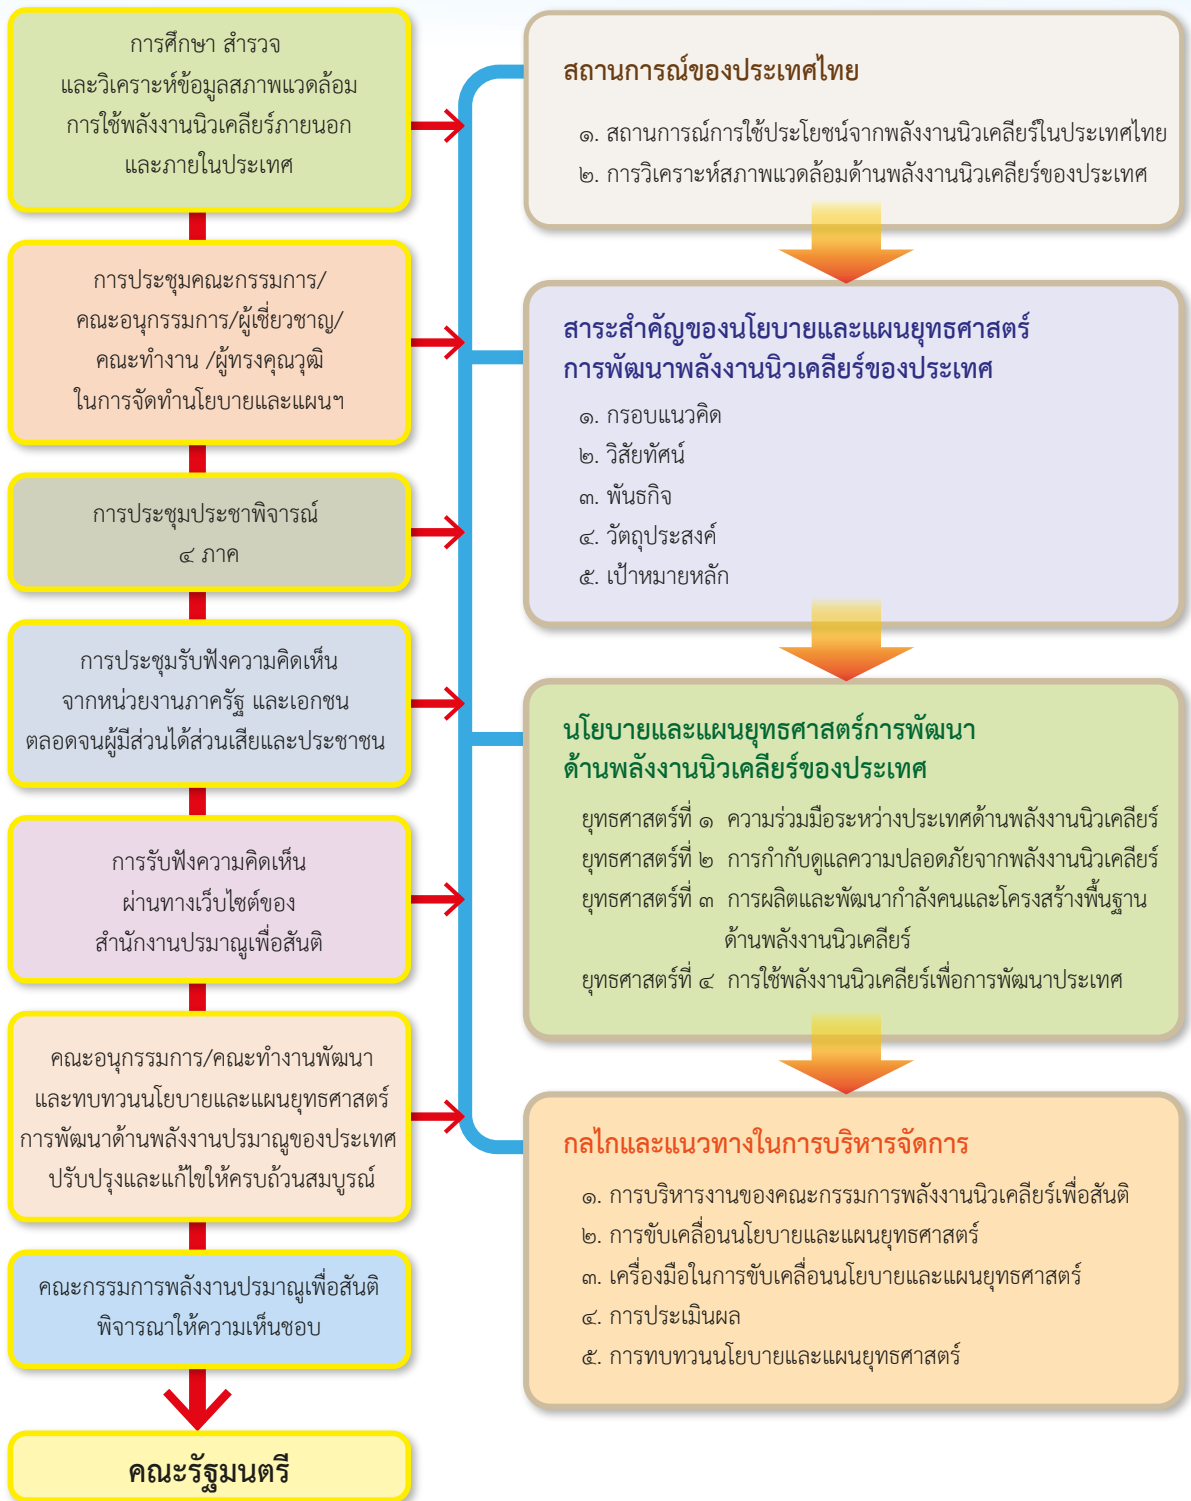 การศึกษา สำรวจ
และวิเคราะห์ข้อมูลสภาพแวดล้อม
การใช้พลังงานนิวเคลียร์ภายนอก
และภายในประเทศ
การประชุมคณะกรรมการ/
คณะอนุกรรมการ/ผู้เชี่ยวชาญ/
คณะทำงาน /ผู้ทรงคุณวุฒิ
ในการจัดทำนโยบายและแผนฯ
การประชุมประชาพิจารณ์
๔ ภาค
การประชุมรับฟังความคิดเห็น
จากหน่วยงานภาครัฐ และเอกชน
ตลอดจนผู้มีส่วนได้ส่วนเสียและประชาชน
การรับฟังความคิดเห็น
ผ่านทางเว็บไซต์ของ
สำนักงานปรมาณูเพื่อสันติ
คณะอนุกรรมการ/คณะทำงานพัฒนา
และทบทวนนโยบายและแผนยุทธศาสตร์
การพัฒนาด้านพลังงานปรมาณูของประเทศ
ปรับปรุงและแก้ไขให้ครบถ้วนสมบูรณ์
คณะกรรมการพลังงานปรมาณูเพื่อสันติ
พิจารณาให้ความเห็นชอบ
คณะรัฐมนตรี
สถานการณ์ของประเทศไทย
๑. สถานการณ์การใช้ประโยชน์จากพลังงานนิวเคลียร์ในประเทศไทย
๒. การวิเคราะห์สภาพแวดล้อมด้านพลังงานนิวเคลียร์ของประเทศ
สาระสำคัญของนโยบายและแผนยุทธศาสตร์
การพัฒนาพลังงานนิวเคลียร์ของประเทศ
๑. กรอบแนวคิด
๒. วิสัยทัศน์
๓. พันธกิจ
๔. วัตถุประสงค์
๕. เป้าหมายหลัก
นโยบายและแผนยุทธศาสตร์การพัฒนา
ด้านพลังงานนิวเคลียร์ของประเทศ
ยุทธศาสตร์ที่ ๑ ความร่วมมือระหว่างประเทศด้านพลังงานนิวเคลียร์
ยุทธศาสตร์ที่ ๒ การกำกับดูแลความปลอดภัยจากพลังงานนิวเคลียร์
ยุทธศาสตร์ที่ ๓ การผลิตและพัฒนากำลังคนและโครงสร้างพื้นฐาน
ด้านพลังงานนิวเคลียร์
ยุทธศาสตร์ที่ ๔ การใช้พลังงานนิวเคลียร์เพื่อการพัฒนาประเทศ
กลไกและแนวทางในการบริหารจัดการ
๑. การบริหารงานของคณะกรรมการพลังงานนิวเคลียร์เพื่อสันติ
๒. การขับเคลื่อนนโยบายและแผนยุทธศาสตร์
๓. เครื่องมือในการขับเคลื่อนนโยบายและแผนยุทธศาสตร์
๔. การประเมินผล
๕. การทบทวนนโยบายและแผนยุทธศาสตร์